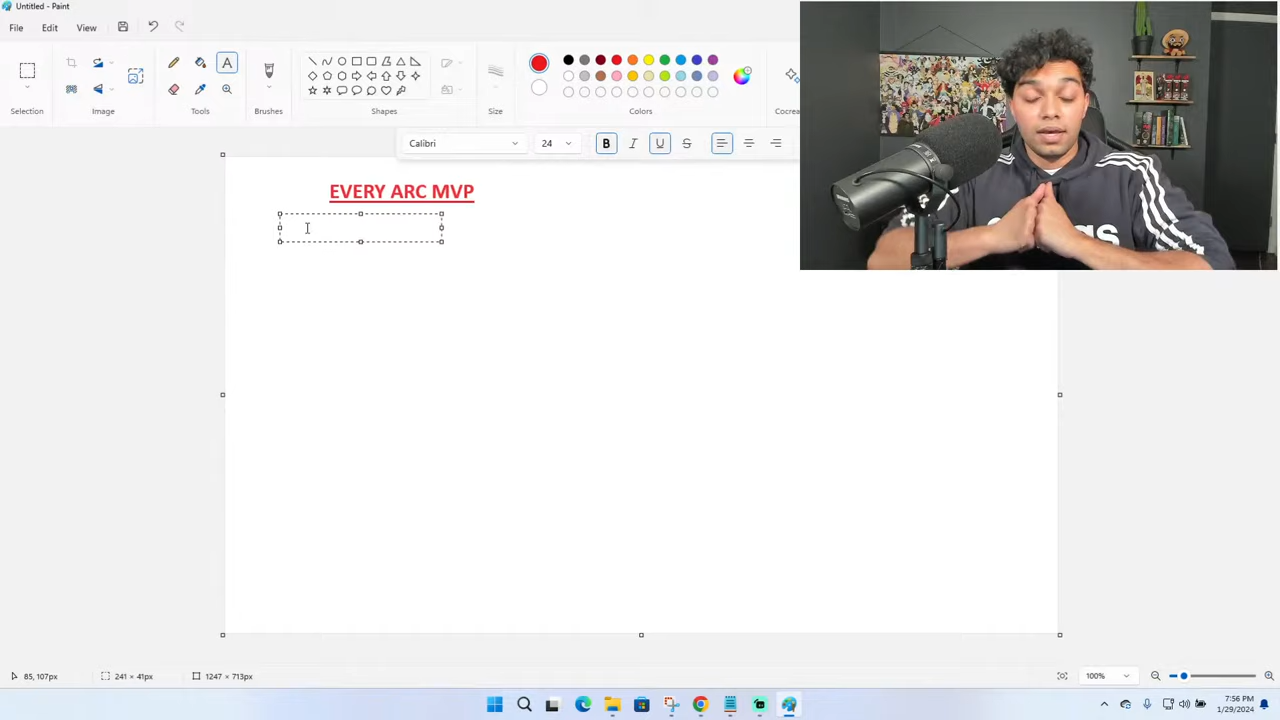 Untitled - Paint
File Edit View
Selection Image Tools Brushes Shapes Size Colors
Calibri 24 B I U S
EVERY ARC MVP
85, 107px 241 × 41px 1247 × 713px 100%
7:56 PM
1/29/2024